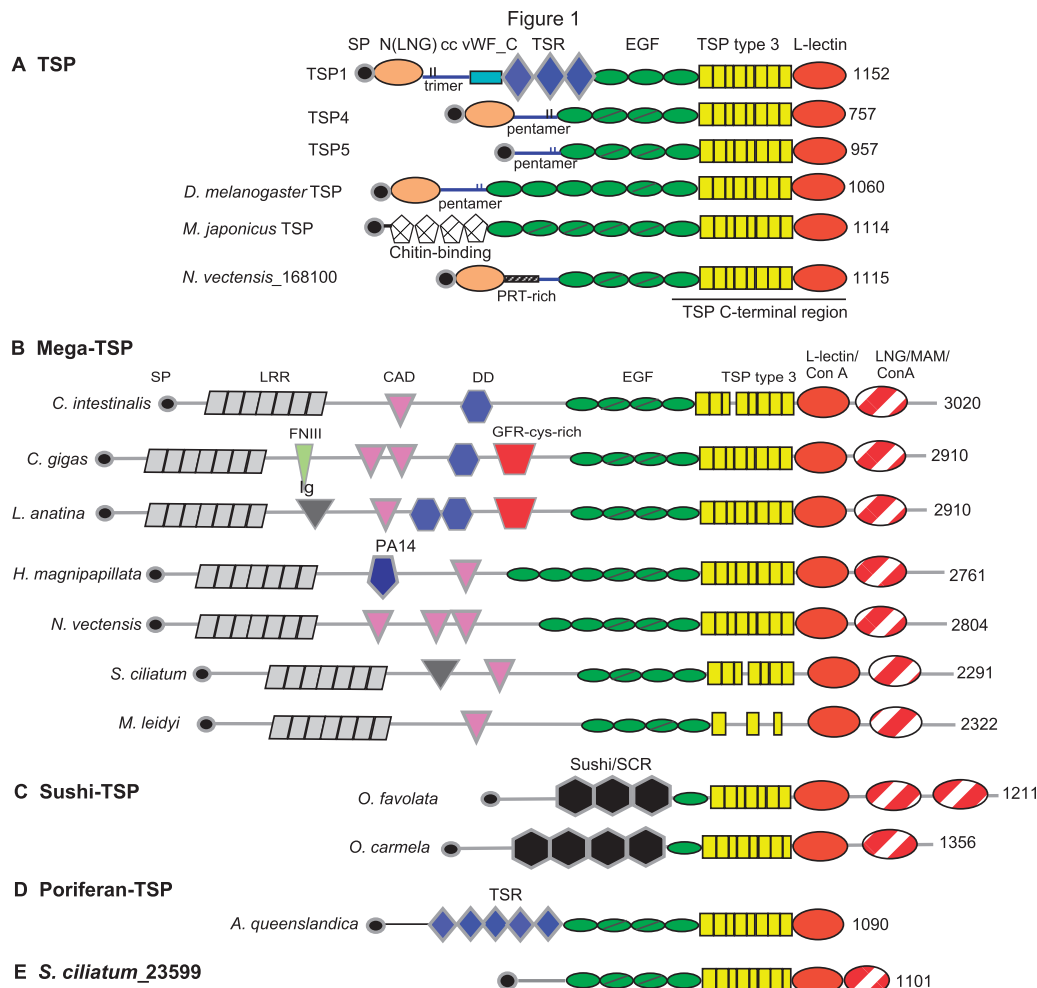 Figure 1
SP N(LNG) cc vWF_C TSR EGF TSP type 3 L-lectin
A TSP
TSP1 trimer 1152
TSP4 pentamer 757
TSP5 pentamer 957
D. melanogaster TSP pentamer 1060
M. japonicus TSP 1114
Chitin-binding
N. vectensis_168100 1115
PRT-rich
TSP C-terminal region
B Mega-TSP
L-lectin/ LNG/MAM/
Con A ConA
SP LRR CAD DD EGF TSP type 3
C. intestinalis 3020
FNIII GFR-cys-rich
C. gigas 2910
Ig
L. anatina 2910
PA14
H. magnipapillata 2761
N. vectensis 2804
S. ciliatum 2291
M. leidyi 2322
Sushi/SCR
C Sushi-TSP
O. favolata 1211
O. carmela 1356
D Poriferan-TSP
TSR
A. queenslandica 1090
E S. ciliatum_23599 1101